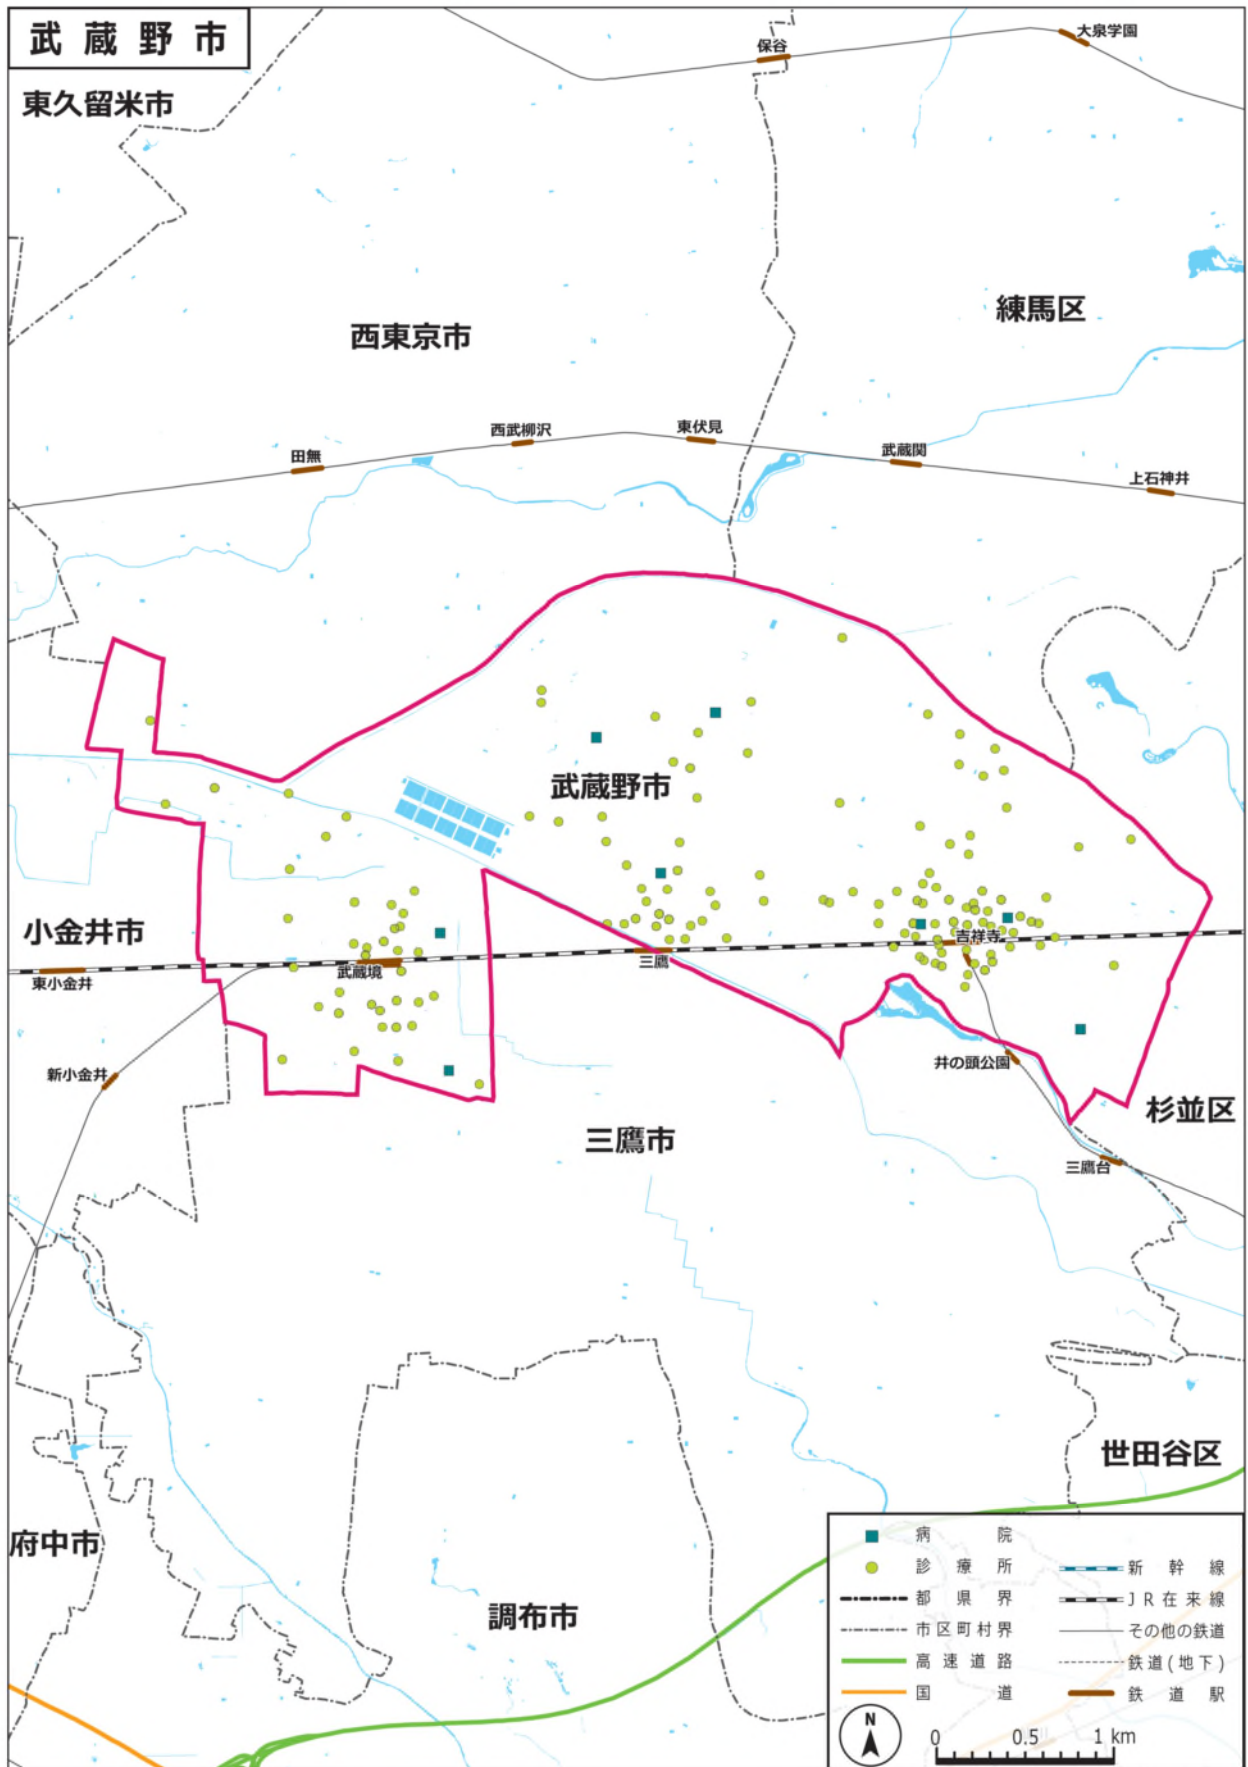 武蔵野市
東久留米市
保谷
大泉学園
練馬区
西東京市
西武柳沢
東伏見
田無
武蔵関
上石神井
武蔵野市
小金井市
吉祥寺
三鷹
武蔵境
東小金井
新小金井
井の頭公園
杉並区
三鷹市
三鷹台
世田谷区
府中市
調布市
病院
診療所
新幹線
都県界
JR在来線
市区町村界
その他の鉄道
高速道路
鉄道(地下)
国道
鉄道駅
N
0 0.5 1 km